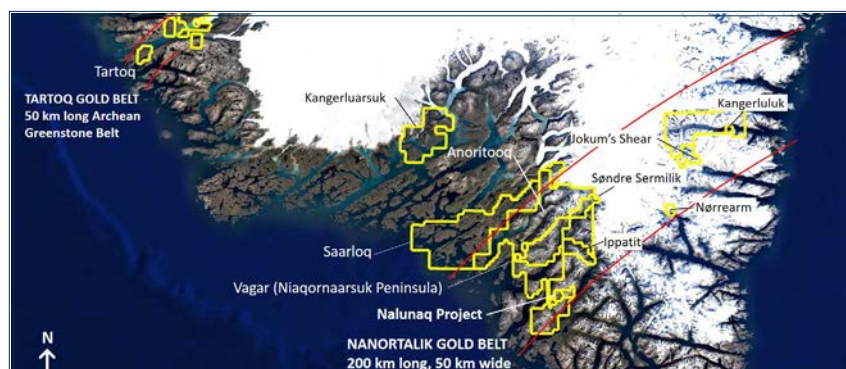 Tartoq
TARTOQ GOLD BELT
50 km long Archean
Greenstone Belt
Kangerluarsuk
Anoritooq
Kangerluluk
Jokum's Shear
Søndre Sermilik
Nørrearm
Saarloq
Ippatit
Vagar (Niaqornaarsuk Peninsula)
Nalunaq Project
NANORTALIK GOLD BELT
200 km long, 50 km wide
N